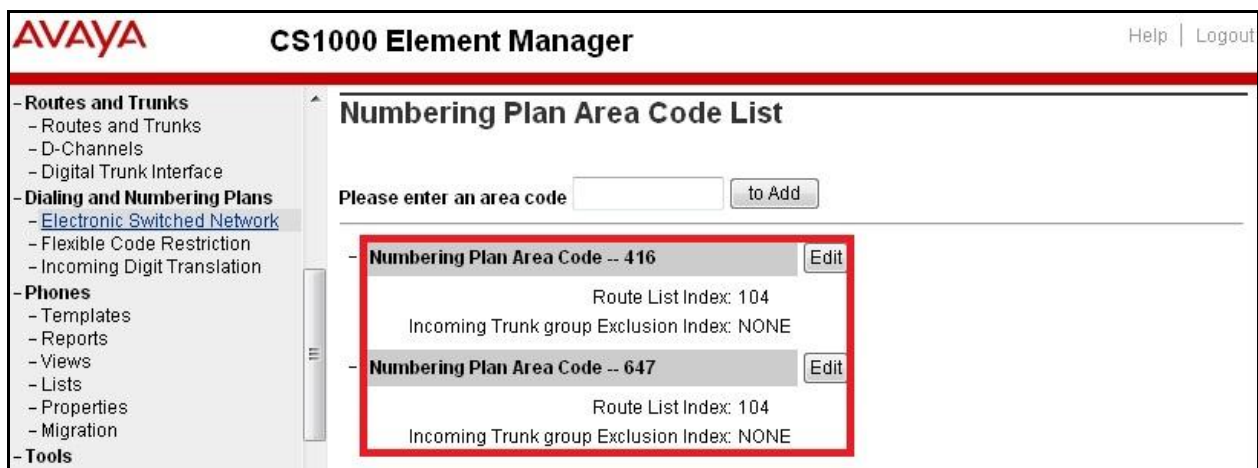 AVAYA
CS1000 Element Manager
Help | Logout
– Routes and Trunks
– Routes and Trunks
– D-Channels
– Digital Trunk Interface
– Dialing and Numbering Plans
– Electronic Switched Network
– Flexible Code Restriction
– Incoming Digit Translation
– Phones
– Templates
– Reports
– Views
– Lists
– Properties
– Migration
– Tools
Numbering Plan Area Code List
Please enter an area code to Add
– Numbering Plan Area Code -- 416 Edit
Route List Index: 104
Incoming Trunk group Exclusion Index: NONE
– Numbering Plan Area Code -- 647 Edit
Route List Index: 104
Incoming Trunk group Exclusion Index: NONE